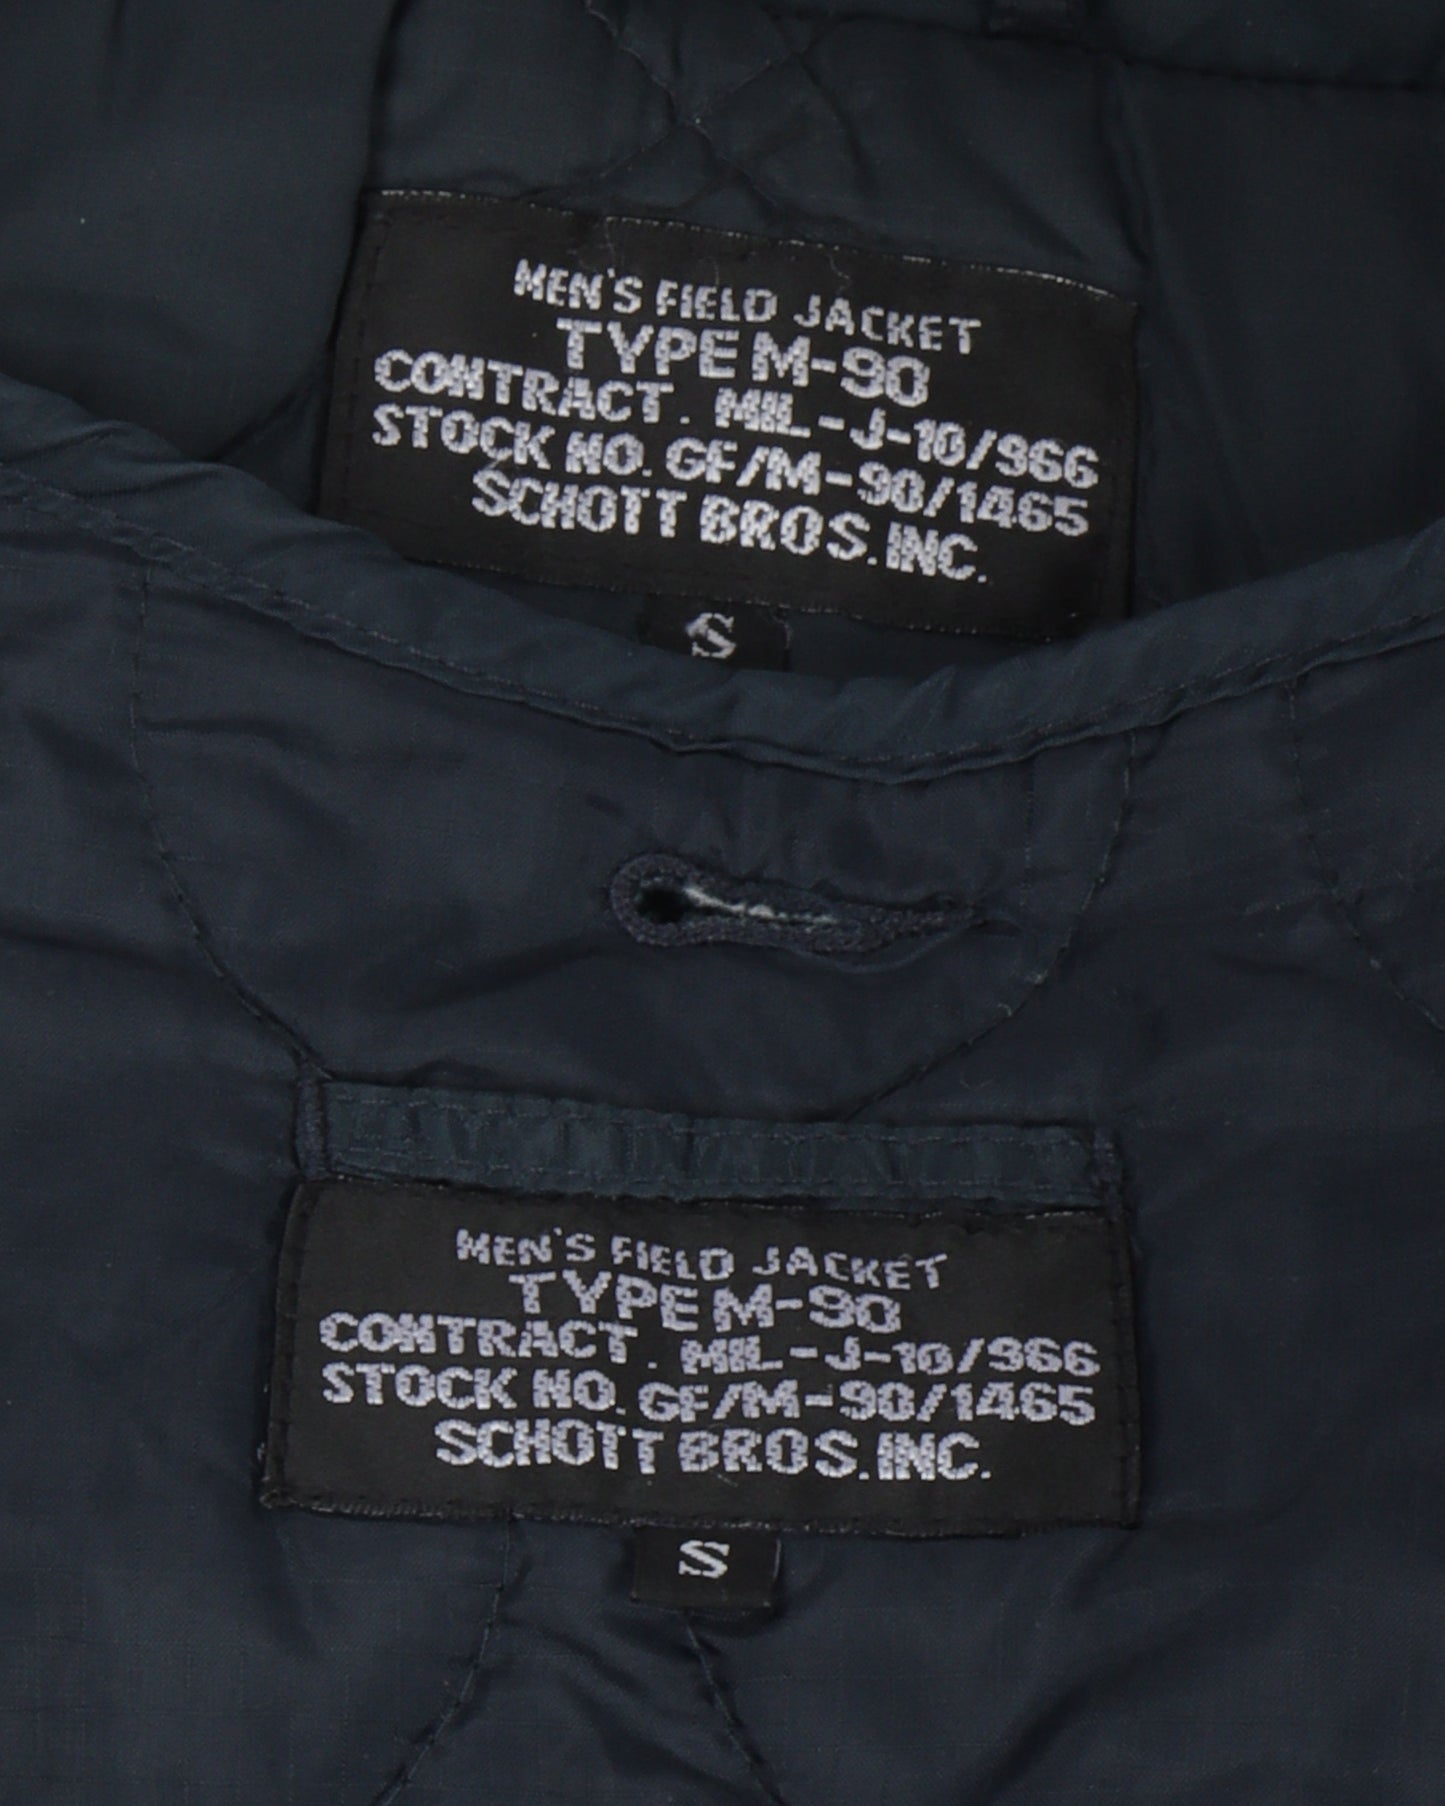 MEN'S FIELD JACKET
TYPE M-90
CONTRACT. MIL-J-10/966
STOCK NO. GF/M-90/1465
SCHOTT BROS.INC.
S
MEN'S FIELD JACKET
TYPE M-90
CONTRACT. MIL-J-10/966
STOCK NO. GF/M-90/1465
SCHOTT BROS.INC.
S